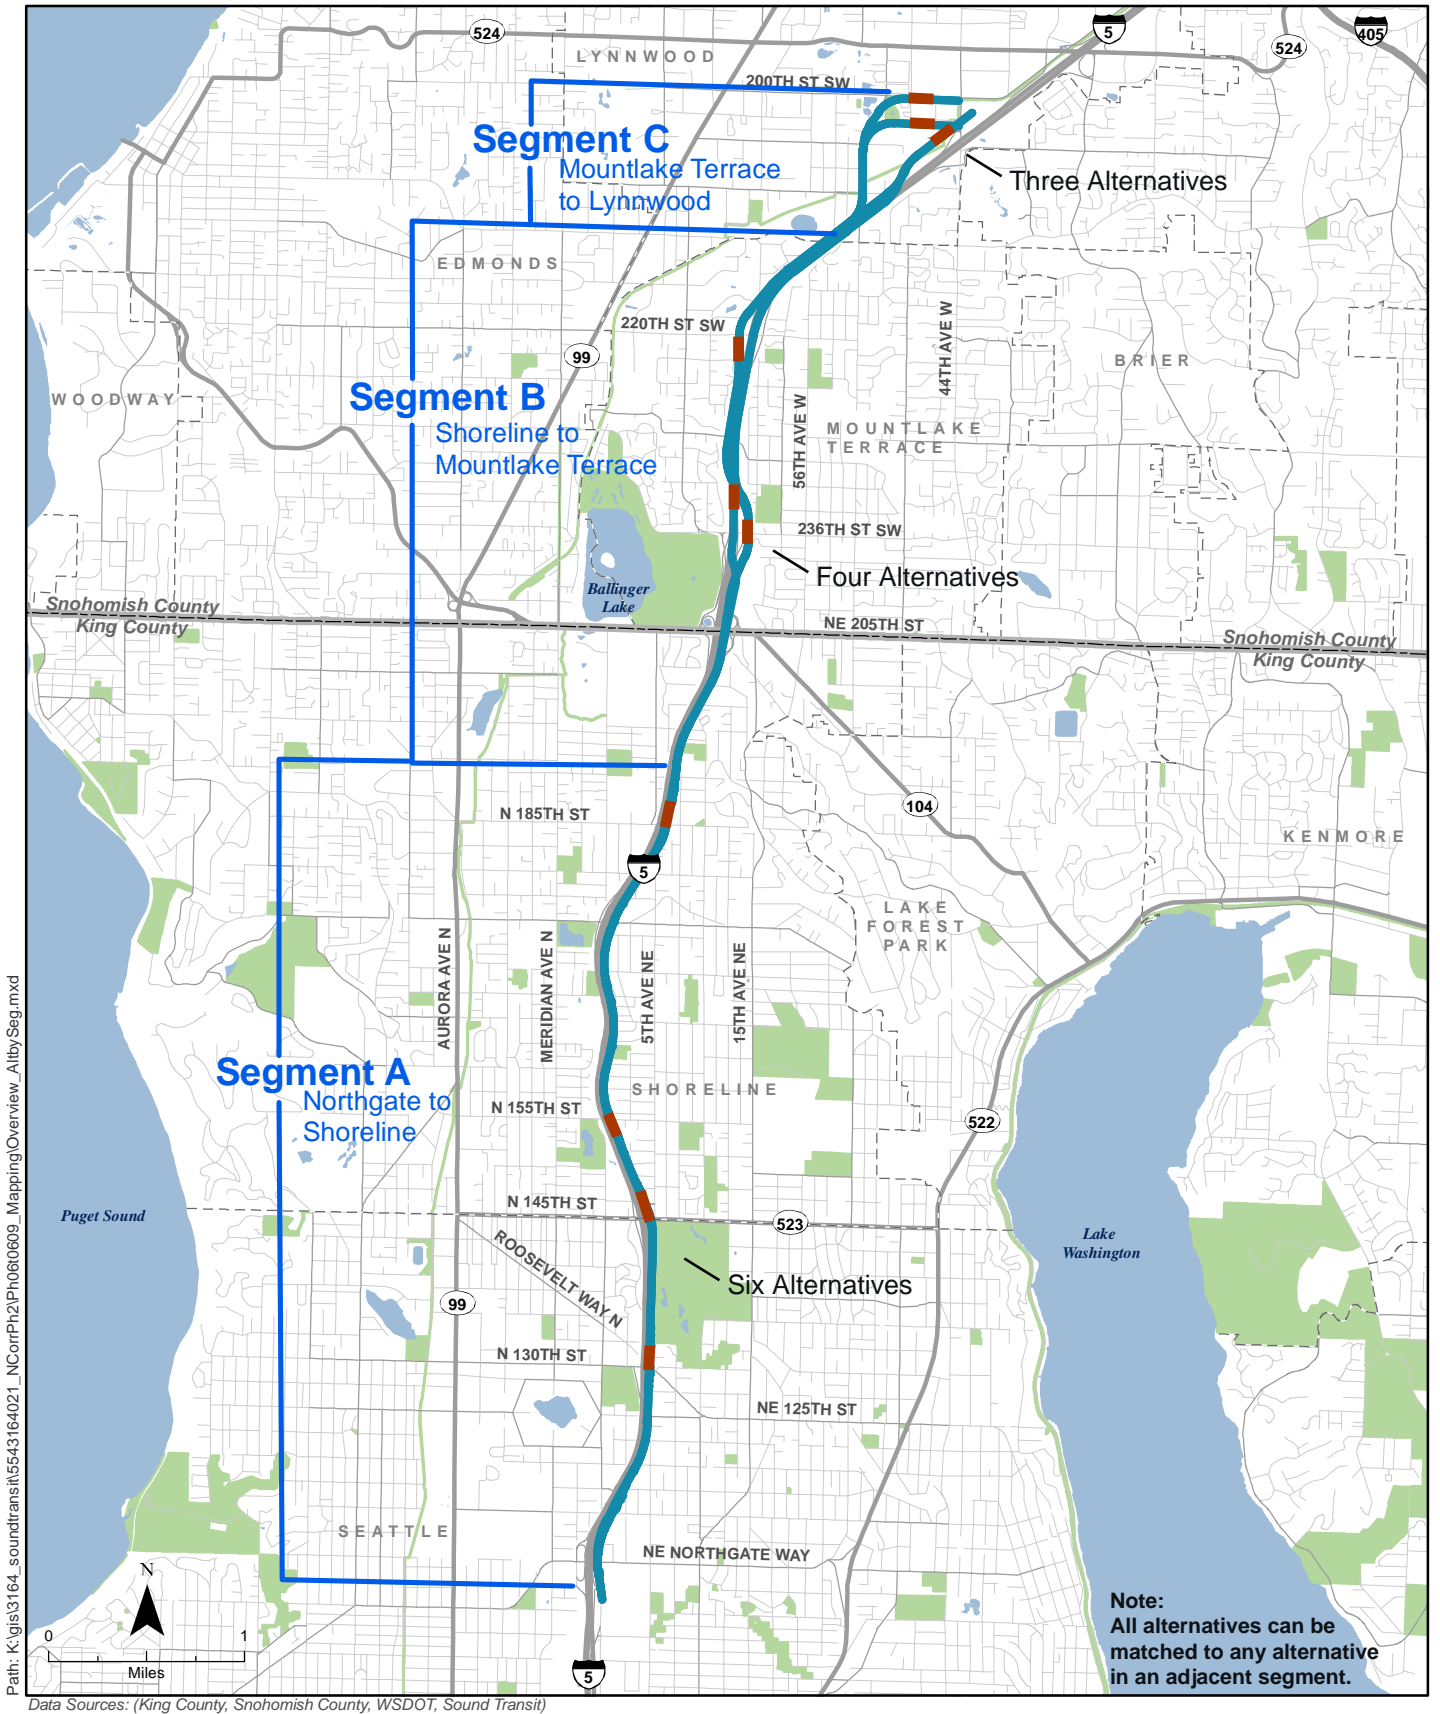 524
5
405
524
LYNNWOOD
200TH ST SW
Segment C
Mountlake Terrace
to Lynnwood
Three Alternatives
EDMONDS
220TH ST SW
99
44TH AVE W
BRIER
WOODWAY
Segment B
Shoreline to
Mountlake Terrace
56TH AVE W
MOUNTLAKE
TERRACE
236TH ST SW
Four Alternatives
Ballinger
Lake
Snohomish County
King County
NE 205TH ST
Snohomish County
King County
N 185TH ST
104
KENMORE
5
LAKE
FOREST
PARK
AURORA AVE N
MERIDIAN AVE N
5TH AVE NE
15TH AVE NE
Segment A
Northgate to
Shoreline
SHORELINE
N 155TH ST
522
Puget Sound
N 145TH ST
523
Lake
Washington
ROOSEVELT WAY N
Six Alternatives
99
N 130TH ST
NE 125TH ST
SEATTLE
NE NORTHGATE WAY
N
0 1
Miles
5
Note:
All alternatives can be
matched to any alternative
in an adjacent segment.
Path: K:\gis\3164_soundtransit\5543164021_NCorrPh2\Ph06t0609_Mapping\Overview_AltbySeg.mxd
Data Sources: (King County, Snohomish County, WSDOT, Sound Transit)